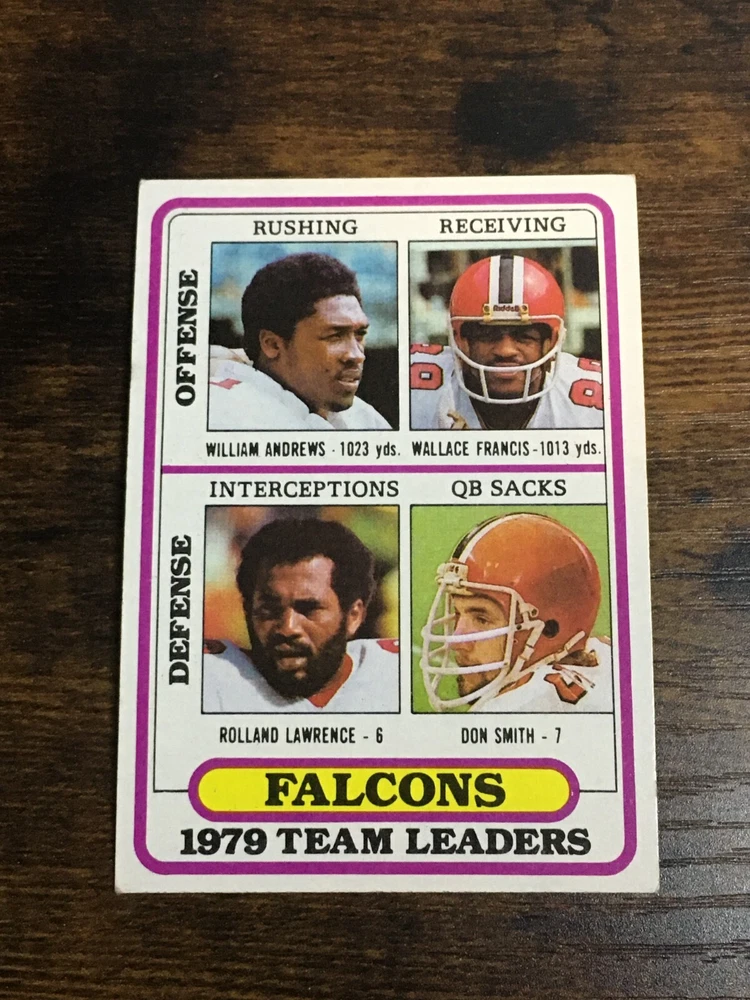 RUSHING
RECEIVING
OFFENSE
Riddell
WILLIAM ANDREWS - 1023 yds.
WALLACE FRANCIS-1013 yds.
INTERCEPTIONS
QB SACKS
DEFENSE
ROLLAND LAWRENCE - 6
DON SMITH - 7
FALCONS
1979 TEAM LEADERS